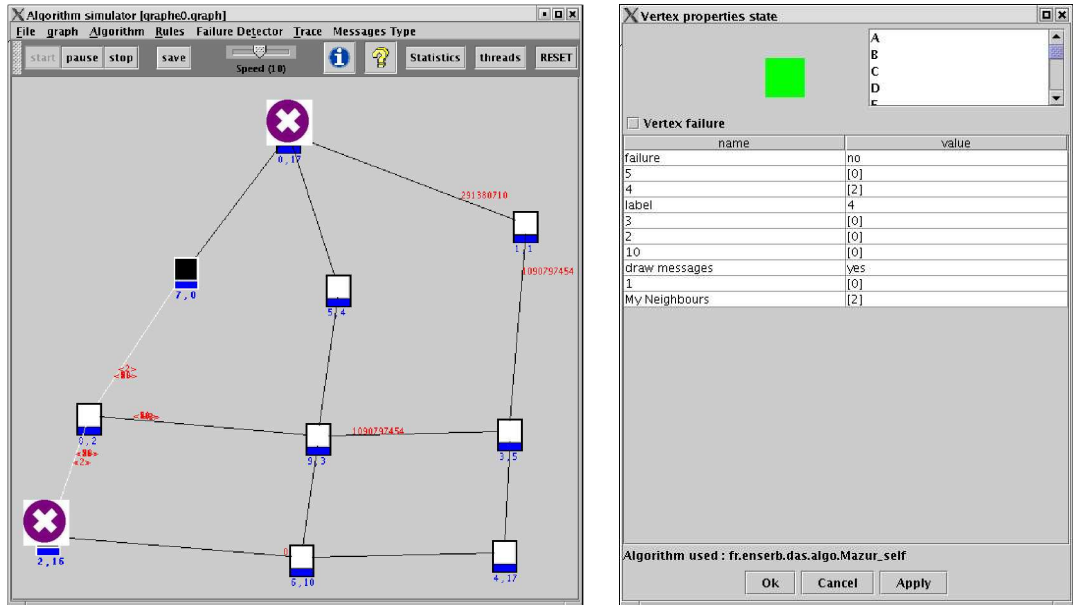 Algorithm simulator [graphe0.graph]
File graph Algorithm Rules Failure Detector Trace Messages Type
start pause stop save Speed (10) Statistics threads RESET
0,17
291380710
1,1
1090797454
7,0
5,4
<2>
8,2
1090797454
9,3
3,5
<2>
2,16
0
6,10
4,17
Vertex properties state
A
B
C
D
E
Vertex failure
name value
failure no
5 [0]
4 [2]
label 4
3 [0]
2 [0]
10 [0]
draw messages yes
1 [0]
My Neighbours [2]
Algorithm used : fr.enserb.das.algo.Mazur_self
Ok Cancel Apply